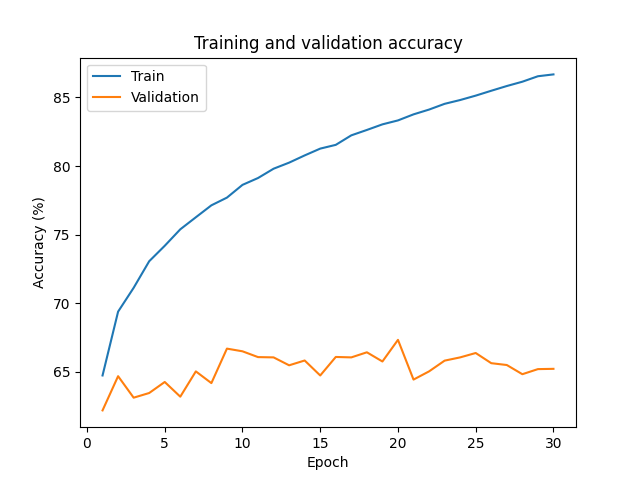 Training and validation accuracy
Train
Validation
85
80
75
70
65
Accuracy (%)
0 5 10 15 20 25 30
Epoch